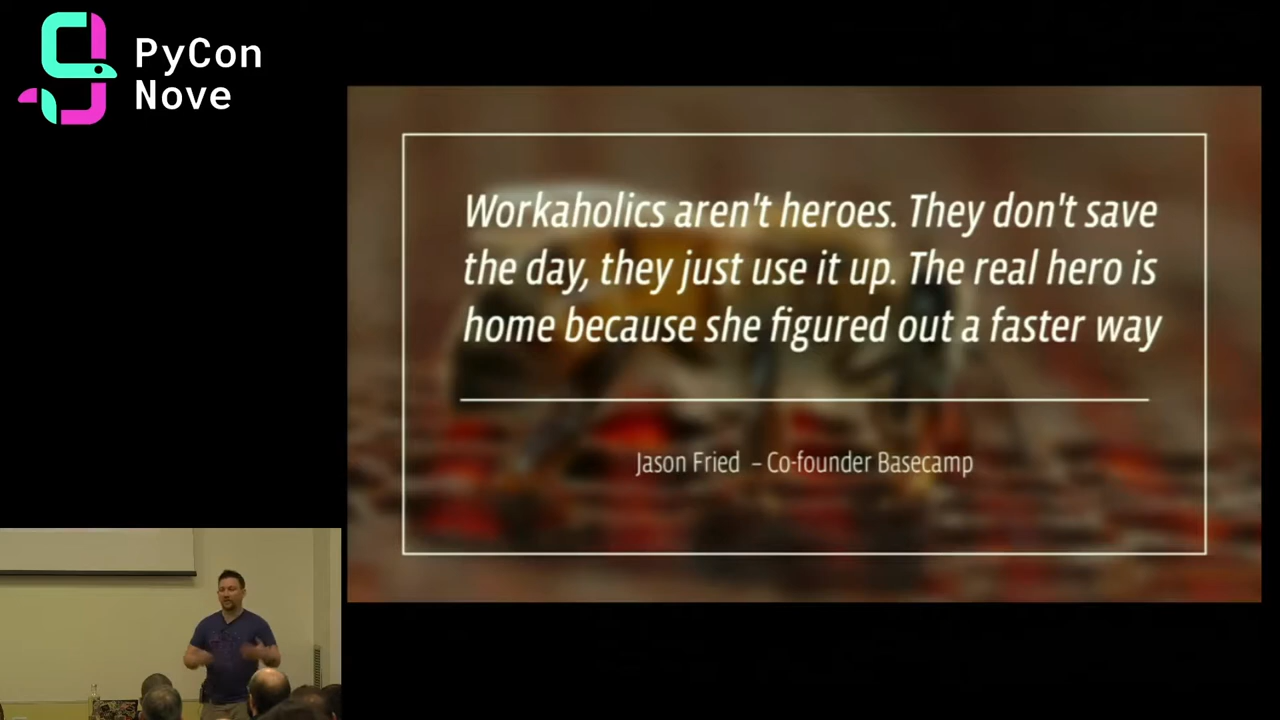 PyCon
Nove
Workaholics aren't heroes. They don't save
the day, they just use it up. The real hero is
home because she figured out a faster way
Jason Fried – Co-founder Basecamp